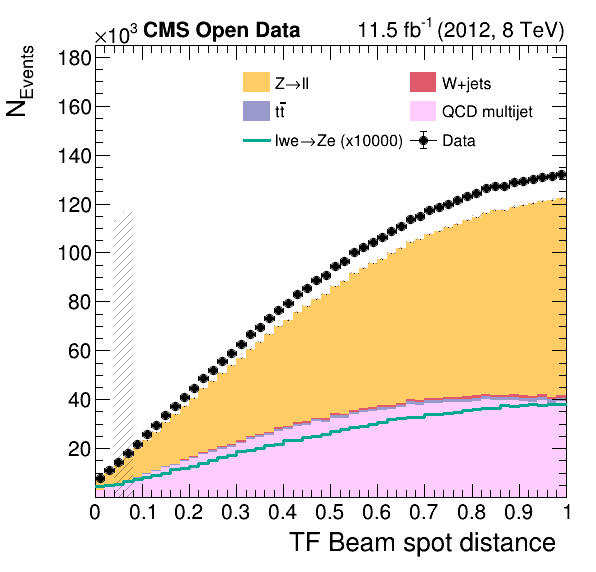 ×10³ CMS Open Data 11.5 fb⁻¹ (2012, 8 TeV)
N_Events
180
160
140
120
100
80
60
40
20
Z→ll W+jets
tt̄ QCD multijet
lwe→Ze (x10000) Data
0 0.1 0.2 0.3 0.4 0.5 0.6 0.7 0.8 0.9 1
TF Beam spot distance